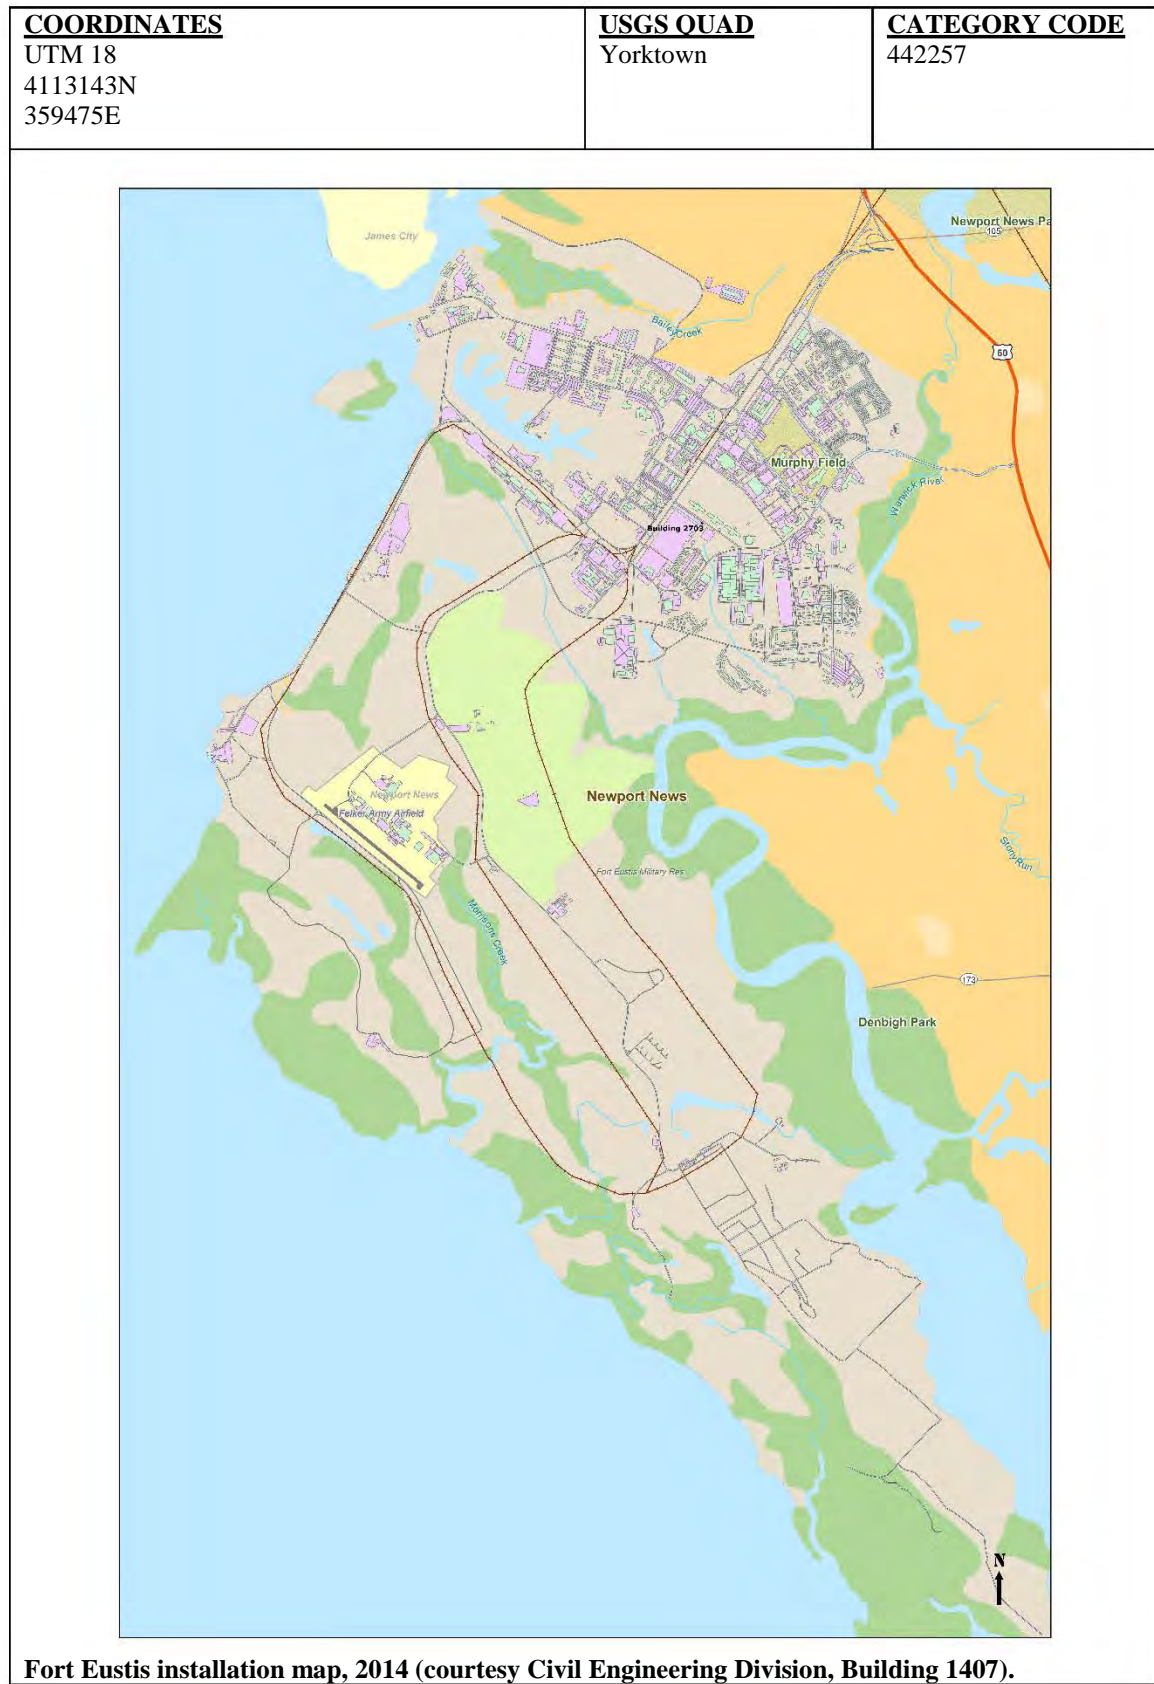 COORDINATES
UTM 18
4113143N
359475E
USGS QUAD
Yorktown
CATEGORY CODE
442257
James City
Newport News Pa
105
Bailey Creek
60
Murphy Field
Warwick River
Building 2703
Newport News
Felker Army Airfield
Newport News
Fort Eustis Military Res
Stony Run
Morrisons Creek
173
Denbigh Park
N
Fort Eustis installation map, 2014 (courtesy Civil Engineering Division, Building 1407).